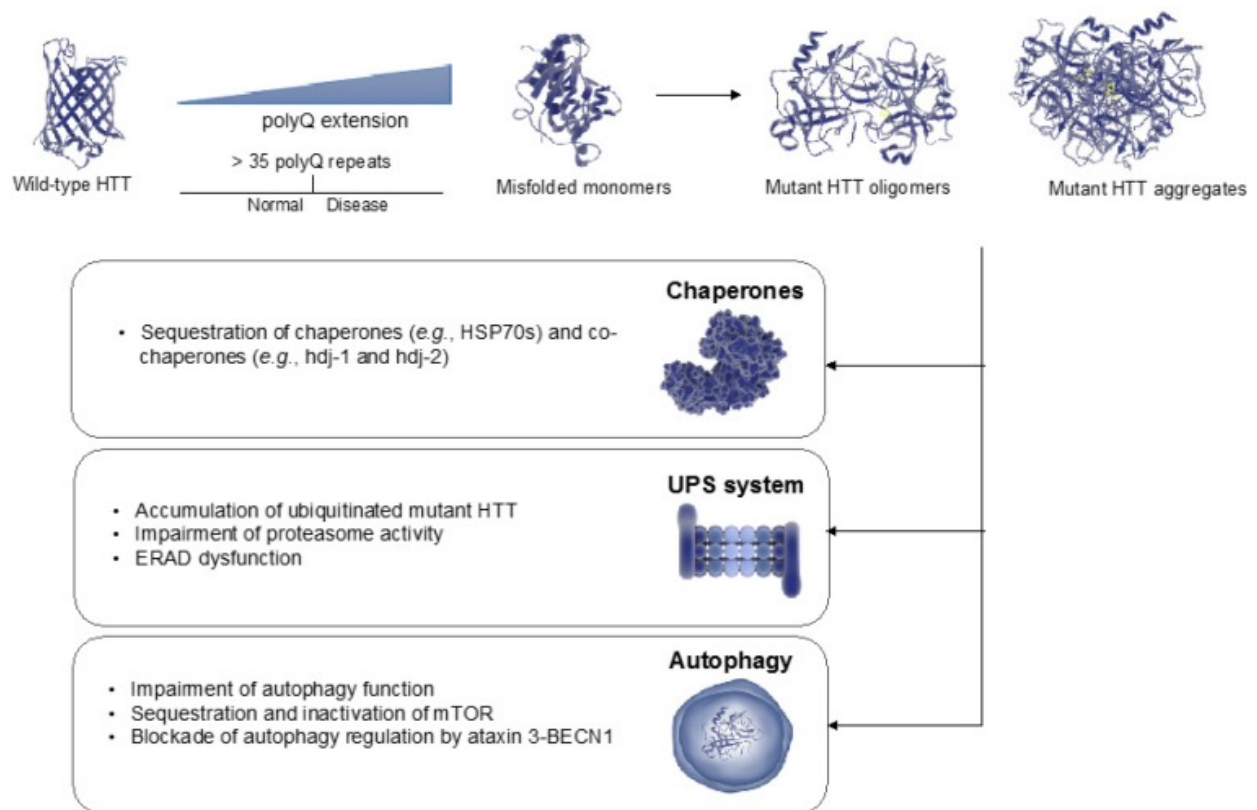 polyQ extension
> 35 polyQ repeats
Normal Disease
Wild-type HTT
Misfolded monomers
Mutant HTT oligomers
Mutant HTT aggregates
Chaperones
• Sequestration of chaperones (e.g., HSP70s) and co-
chaperones (e.g., hdj-1 and hdj-2)
UPS system
• Accumulation of ubiquitinated mutant HTT
• Impairment of proteasome activity
• ERAD dysfunction
Autophagy
• Impairment of autophagy function
• Sequestration and inactivation of mTOR
• Blockade of autophagy regulation by ataxin 3-BECN1